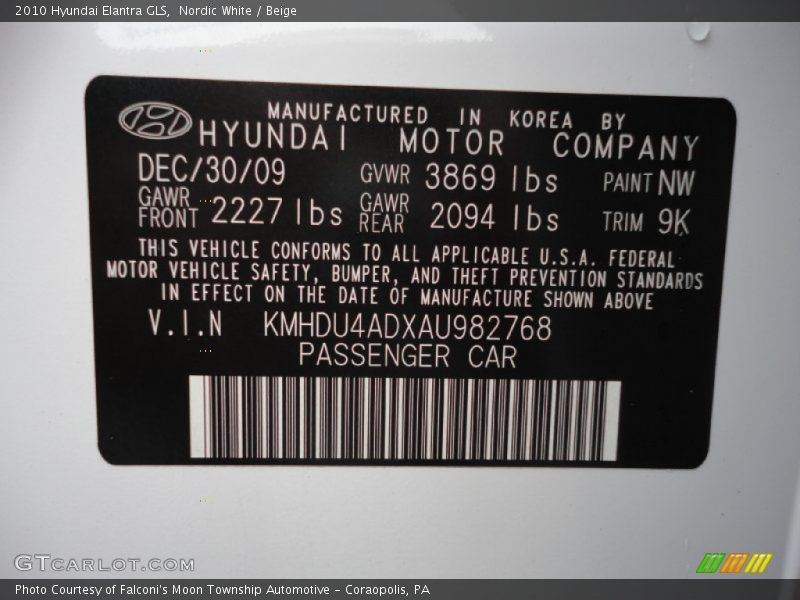 2010 Hyundai Elantra GLS, Nordic White / Beige
MANUFACTURED IN KOREA BY
HYUNDAI MOTOR COMPANY
DEC/30/09 GVWR 3869 lbs PAINT NW
GAWR FRONT 2227 lbs GAWR REAR 2094 lbs TRIM 9K
THIS VEHICLE CONFORMS TO ALL APPLICABLE U.S.A. FEDERAL
MOTOR VEHICLE SAFETY, BUMPER, AND THEFT PREVENTION STANDARDS
IN EFFECT ON THE DATE OF MANUFACTURE SHOWN ABOVE
V.I.N KMHDU4ADXAU982768
PASSENGER CAR
GTCARLOT.COM
Photo Courtesy of Falconi's Moon Township Automotive - Coraopolis, PA